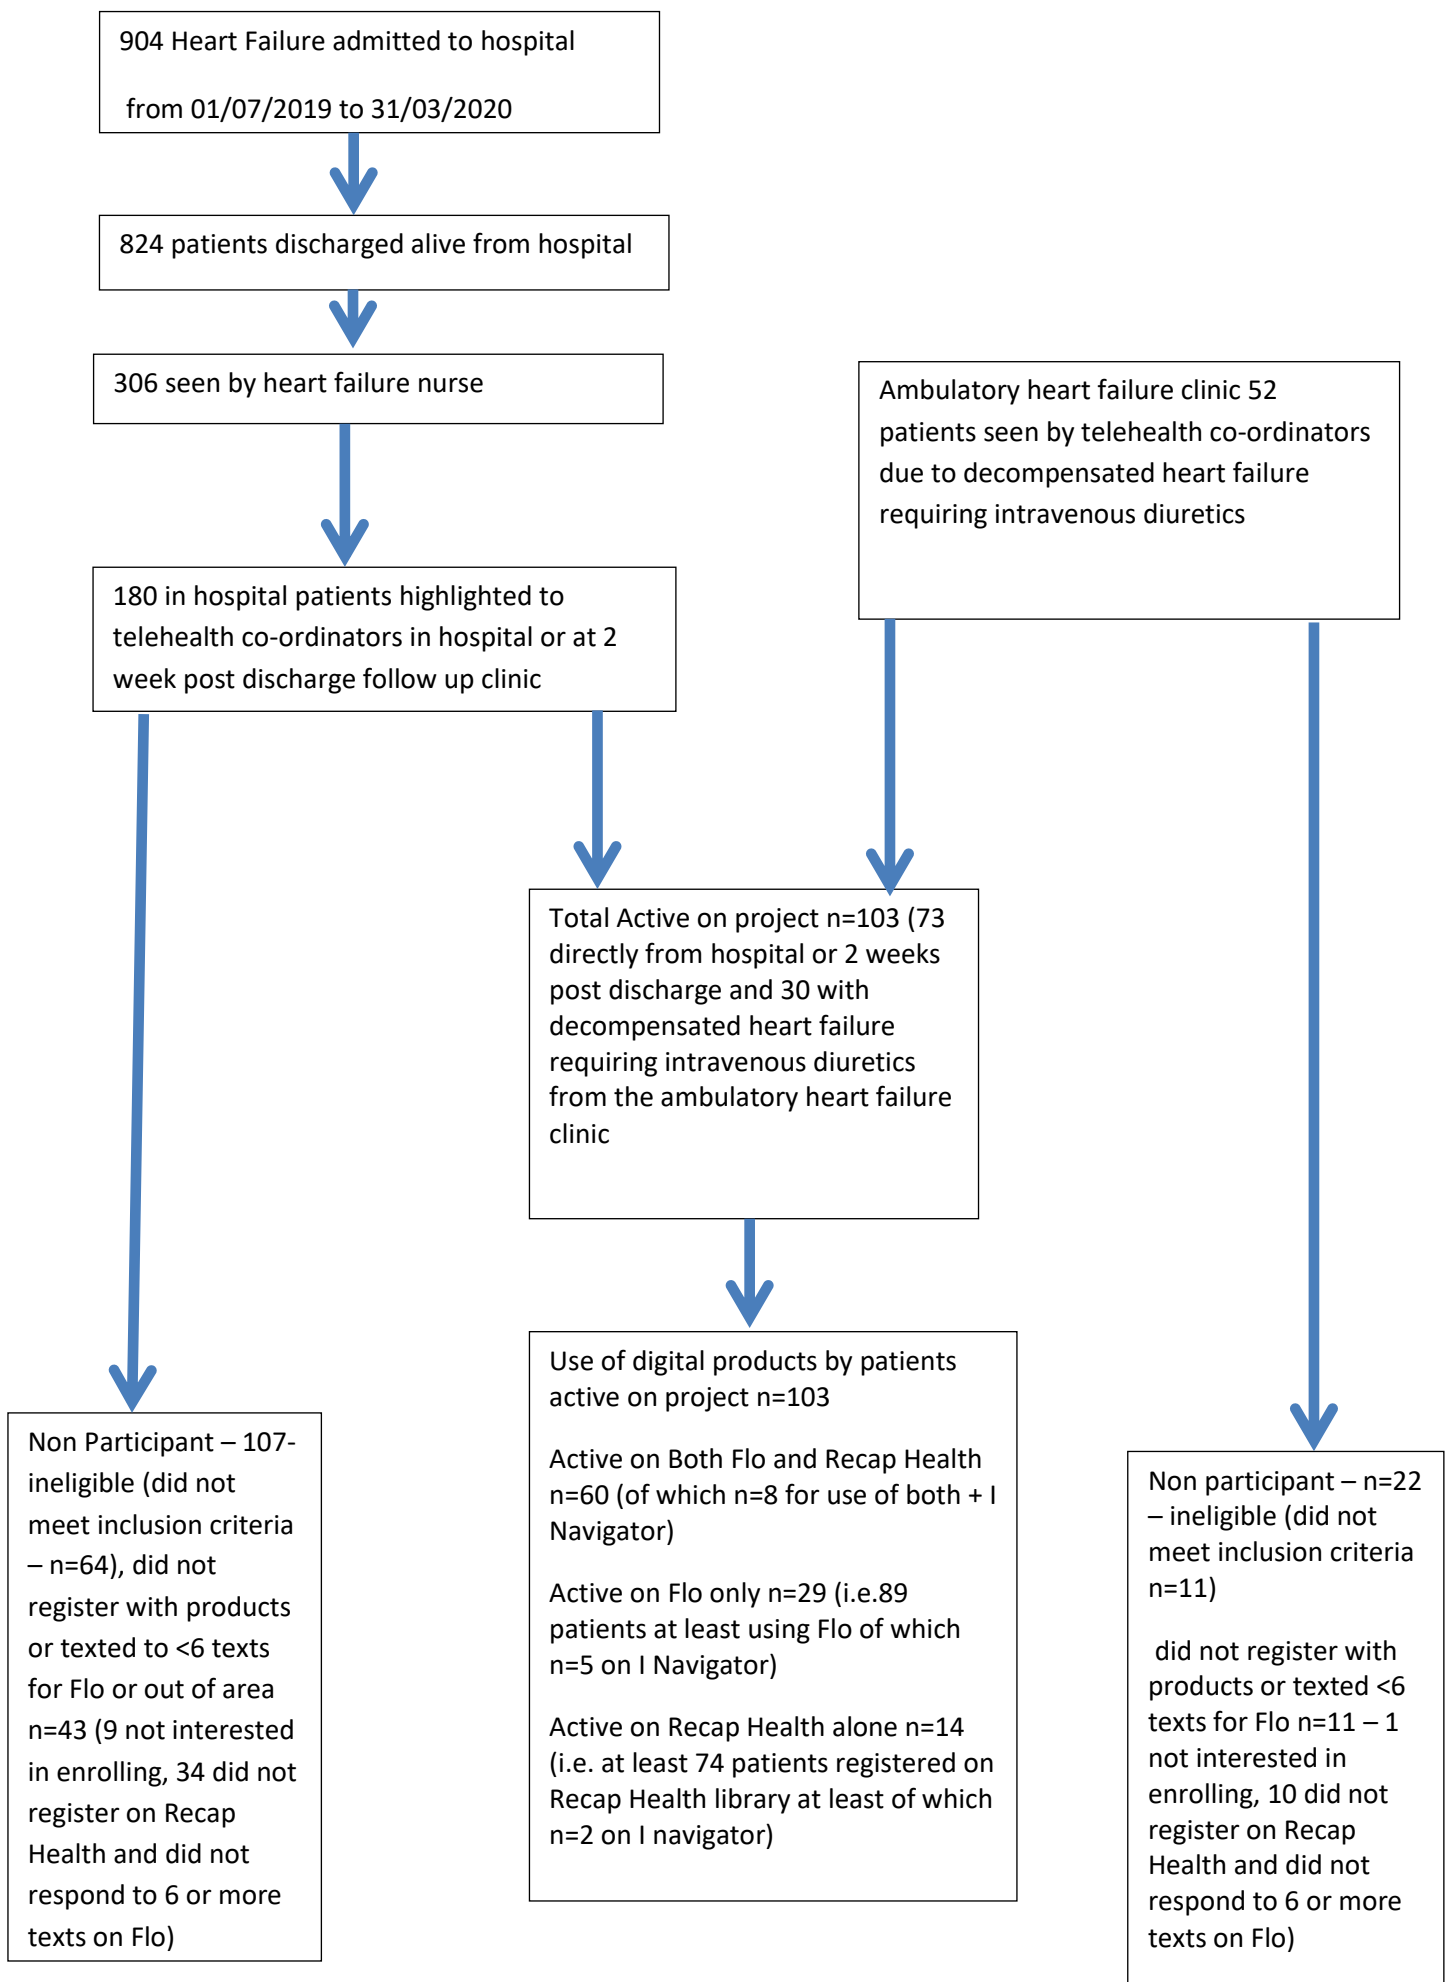 904 Heart Failure admitted to hospital
from 01/07/2019 to 31/03/2020
824 patients discharged alive from hospital
306 seen by heart failure nurse
Ambulatory heart failure clinic 52
patients seen by telehealth co-ordinators
due to decompensated heart failure
requiring intravenous diuretics
180 in hospital patients highlighted to
telehealth co-ordinators in hospital or at 2
week post discharge follow up clinic
Total Active on project n=103 (73
directly from hospital or 2 weeks
post discharge and 30 with
decompensated heart failure
requiring intravenous diuretics
from the ambulatory heart failure
clinic
Non Participant – 107-
ineligible (did not
meet inclusion criteria
– n=64), did not
register with products
or texted to <6 texts
for Flo or out of area
n=43 (9 not interested
in enrolling, 34 did not
register on Recap
Health and did not
respond to 6 or more
texts on Flo)
Use of digital products by patients
active on project n=103
Active on Both Flo and Recap Health
n=60 (of which n=8 for use of both + I
Navigator)
Active on Flo only n=29 (i.e.89
patients at least using Flo of which
n=5 on I Navigator)
Active on Recap Health alone n=14
(i.e. at least 74 patients registered on
Recap Health library at least of which
n=2 on I navigator)
Non participant – n=22
– ineligible (did not
meet inclusion criteria
n=11)
did not register with
products or texted <6
texts for Flo n=11 – 1
not interested in
enrolling, 10 did not
register on Recap
Health and did not
respond to 6 or more
texts on Flo)